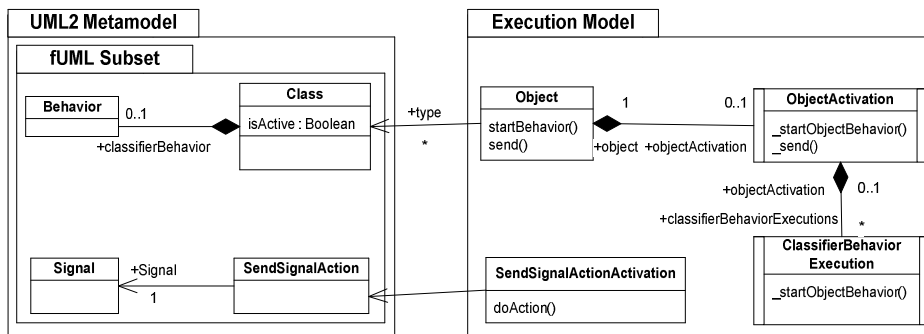 UML2 Metamodel
Execution Model
fUML Subset
Behavior
0..1
+classifierBehavior
Class
isActive : Boolean
+type
*
Object
startBehavior()
send()
1
0..1
+object
+objectActivation
ObjectActivation
_startObjectBehavior()
_send()
+objectActivation
0..1
+classifierBehaviorExecutions
*
ClassifierBehavior
Execution
_startObjectBehavior()
Signal
+Signal
1
SendSignalAction
SendSignalActionActivation
doAction()